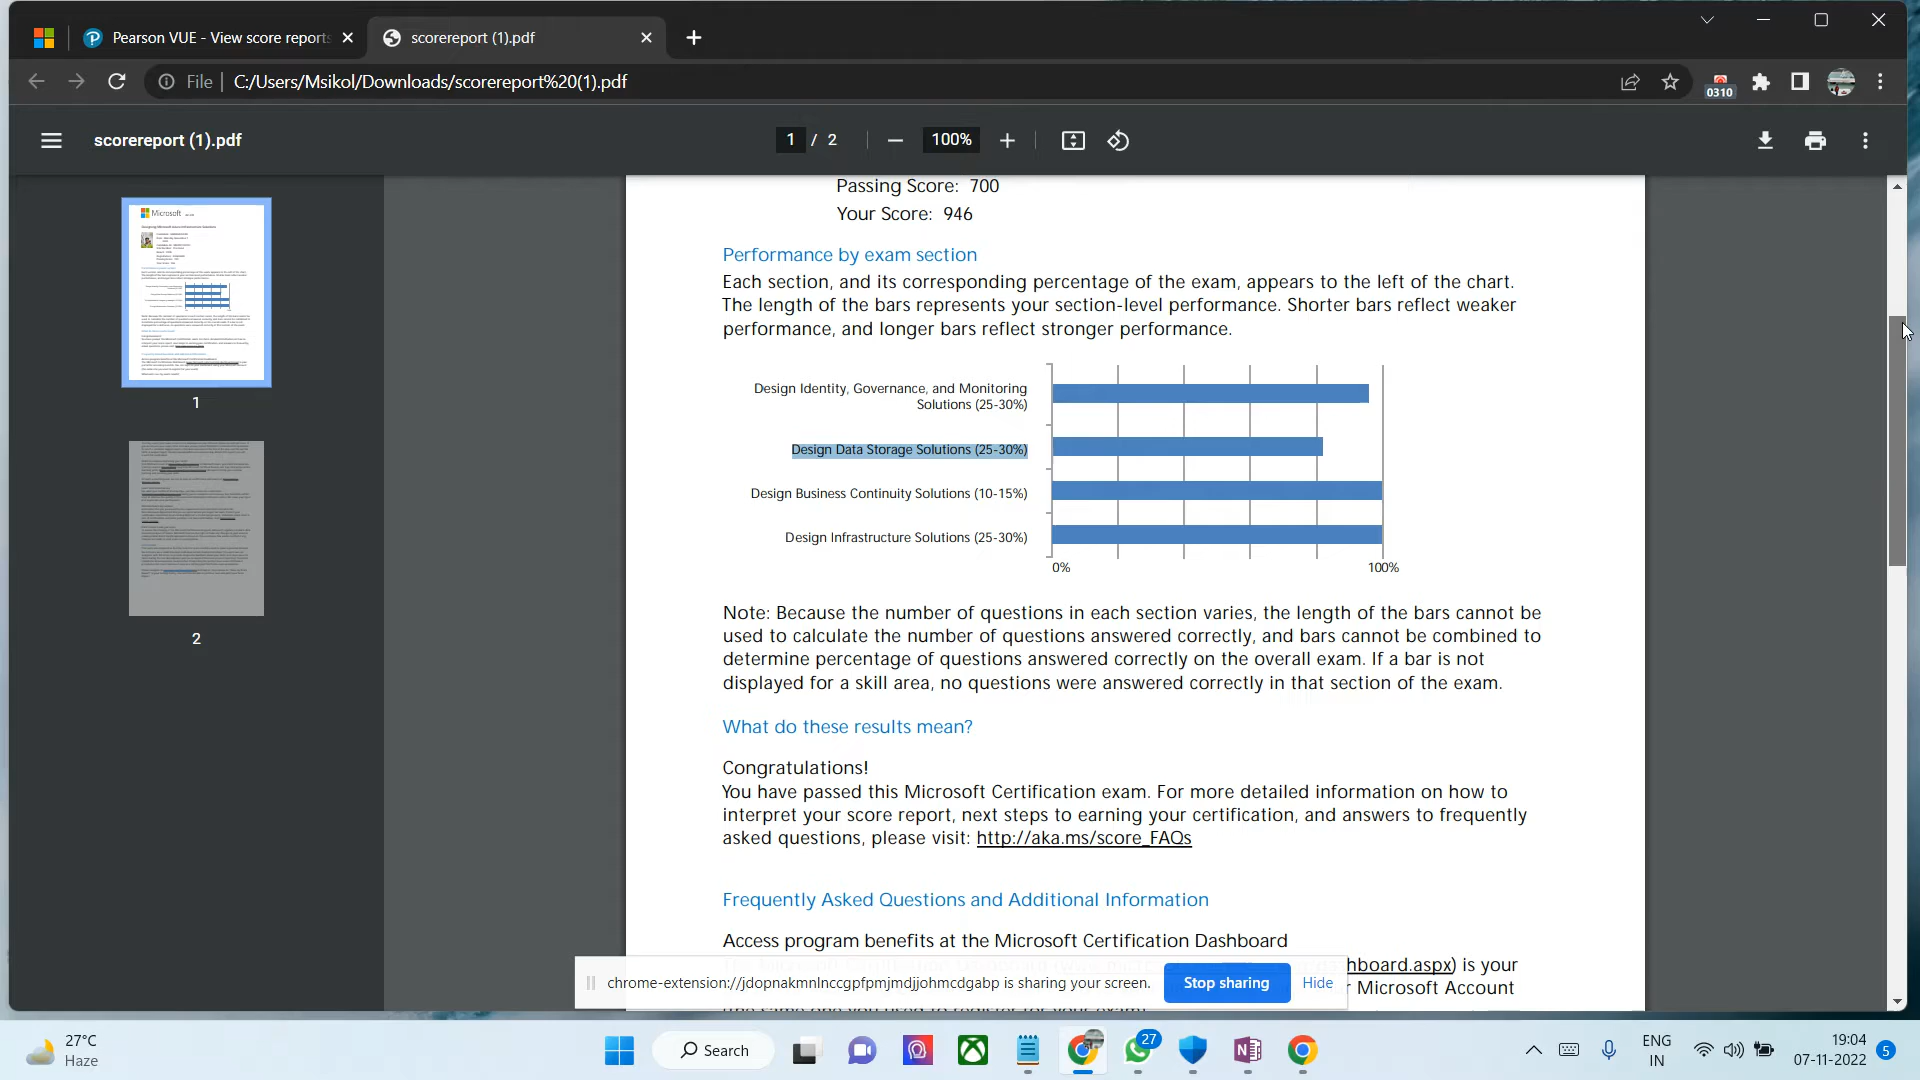 Pearson VUE - View score reports
scorereport (1).pdf
File
C:/Users/Msikol/Downloads/scorereport%20(1).pdf
0310
scorereport (1).pdf
1 / 2
100%
Microsoft
1
2
Passing Score: 700
Your Score: 946
Performance by exam section
Each section, and its corresponding percentage of the exam, appears to the left of the chart.
The length of the bars represents your section-level performance. Shorter bars reflect weaker
performance, and longer bars reflect stronger performance.
Design Identity, Governance, and Monitoring
Solutions (25-30%)
Design Data Storage Solutions (25-30%)
Design Business Continuity Solutions (10-15%)
Design Infrastructure Solutions (25-30%)
0%
100%
Note: Because the number of questions in each section varies, the length of the bars cannot be
used to calculate the number of questions answered correctly, and bars cannot be combined to
determine percentage of questions answered correctly on the overall exam. If a bar is not
displayed for a skill area, no questions were answered correctly in that section of the exam.
What do these results mean?
Congratulations!
You have passed this Microsoft Certification exam. For more detailed information on how to
interpret your score report, next steps to earning your certification, and answers to frequently
asked questions, please visit: http://aka.ms/score_FAQs
Frequently Asked Questions and Additional Information
Access program benefits at the Microsoft Certification Dashboard
hboard.aspx) is your
Microsoft Account
chrome-extension://jdopnakmnlnccgpfpmjmdjjohmcdgabp is sharing your screen.
Stop sharing
Hide
27°C
Haze
Search
27
ENG
IN
19:04
07-11-2022
5